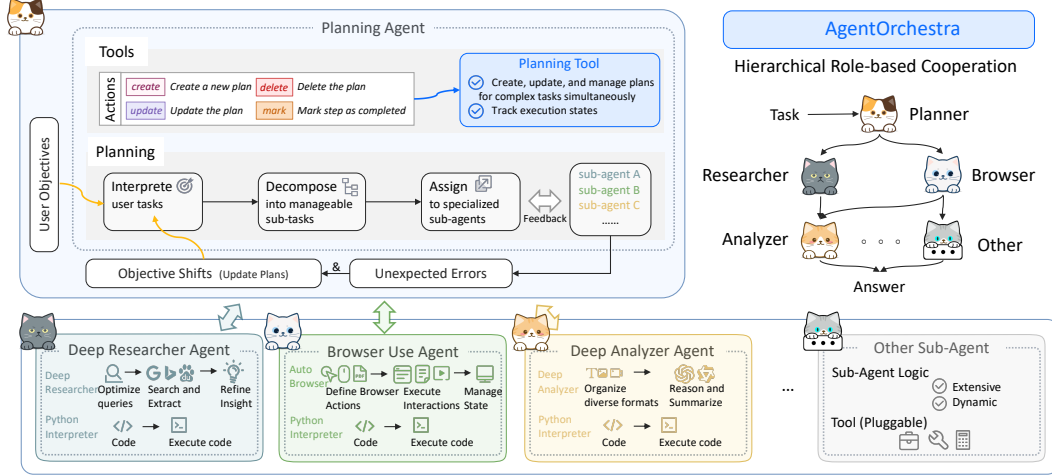 Planning Agent
Tools
Actions
create Create a new plan delete Delete the plan
update Update the plan mark Mark step as completed
Planning Tool
Create, update, and manage plans
for complex tasks simultaneously
Track execution states
Planning
User Objectives
Interprete
user tasks
Decompose
into manageable
sub-tasks
Assign
to specialized
sub-agents
Feedback
sub-agent A
sub-agent B
sub-agent C
......
Objective Shifts (Update Plans)
&
Unexpected Errors
AgentOrchestra
Hierarchical Role-based Cooperation
Task
Planner
Researcher
Browser
Analyzer
Other
Answer
Deep Researcher Agent
Deep
Researcher
Optimize
queries
Search and
Extract
Refine
Insight
Python
Interpreter
Code
Execute code
Browser Use Agent
Auto
Browser
Define Browser
Actions
Execute
Interactions
Manage
State
Python
Interpreter
Code
Execute code
Deep Analyzer Agent
Deep
Analyzer
Organize
diverse formats
Reason and
Summarize
Python
Interpreter
Code
Execute code
...
Other Sub-Agent
Sub-Agent Logic
Extensive
Dynamic
Tool (Pluggable)